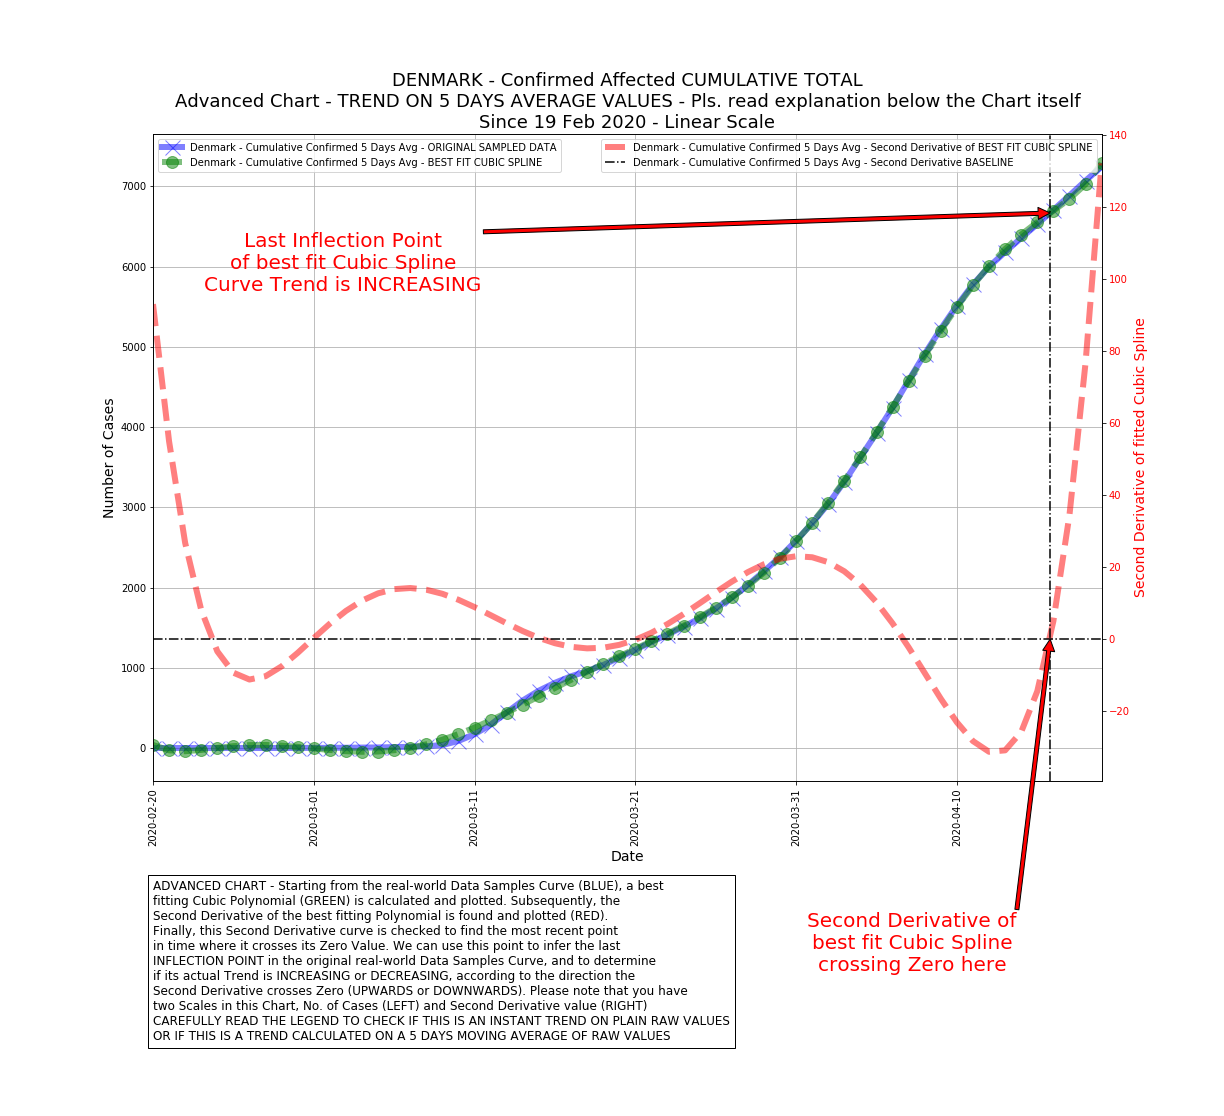 DENMARK - Confirmed Affected CUMULATIVE TOTAL
Advanced Chart - TREND ON 5 DAYS AVERAGE VALUES - Pls. read explanation below the Chart itself
Since 19 Feb 2020 - Linear Scale
Denmark - Cumulative Confirmed 5 Days Avg - ORIGINAL SAMPLED DATA
Denmark - Cumulative Confirmed 5 Days Avg - BEST FIT CUBIC SPLINE
Denmark - Cumulative Confirmed 5 Days Avg - Second Derivative of BEST FIT CUBIC SPLINE
Denmark - Cumulative Confirmed 5 Days Avg - Second Derivative BASELINE
Last Inflection Point
of best fit Cubic Spline
Curve Trend is INCREASING
Number of Cases
7000
6000
5000
4000
3000
2000
1000
0
140
120
100
80
60
40
20
0
−20
Second Derivative of fitted Cubic Spline
2020-02-20
2020-03-01
2020-03-11
2020-03-21
2020-03-31
2020-04-10
Date
ADVANCED CHART - Starting from the real-world Data Samples Curve (BLUE), a best
fitting Cubic Polynomial (GREEN) is calculated and plotted. Subsequently, the
Second Derivative of the best fitting Polynomial is found and plotted (RED).
Finally, this Second Derivative curve is checked to find the most recent point
in time where it crosses its Zero Value. We can use this point to infer the last
INFLECTION POINT in the original real-world Data Samples Curve, and to determine
if its actual Trend is INCREASING or DECREASING, according to the direction the
Second Derivative crosses Zero (UPWARDS or DOWNWARDS). Please note that you have
two Scales in this Chart, No. of Cases (LEFT) and Second Derivative value (RIGHT)
CAREFULLY READ THE LEGEND TO CHECK IF THIS IS AN INSTANT TREND ON PLAIN RAW VALUES
OR IF THIS IS A TREND CALCULATED ON A 5 DAYS MOVING AVERAGE OF RAW VALUES
Second Derivative of
best fit Cubic Spline
crossing Zero here